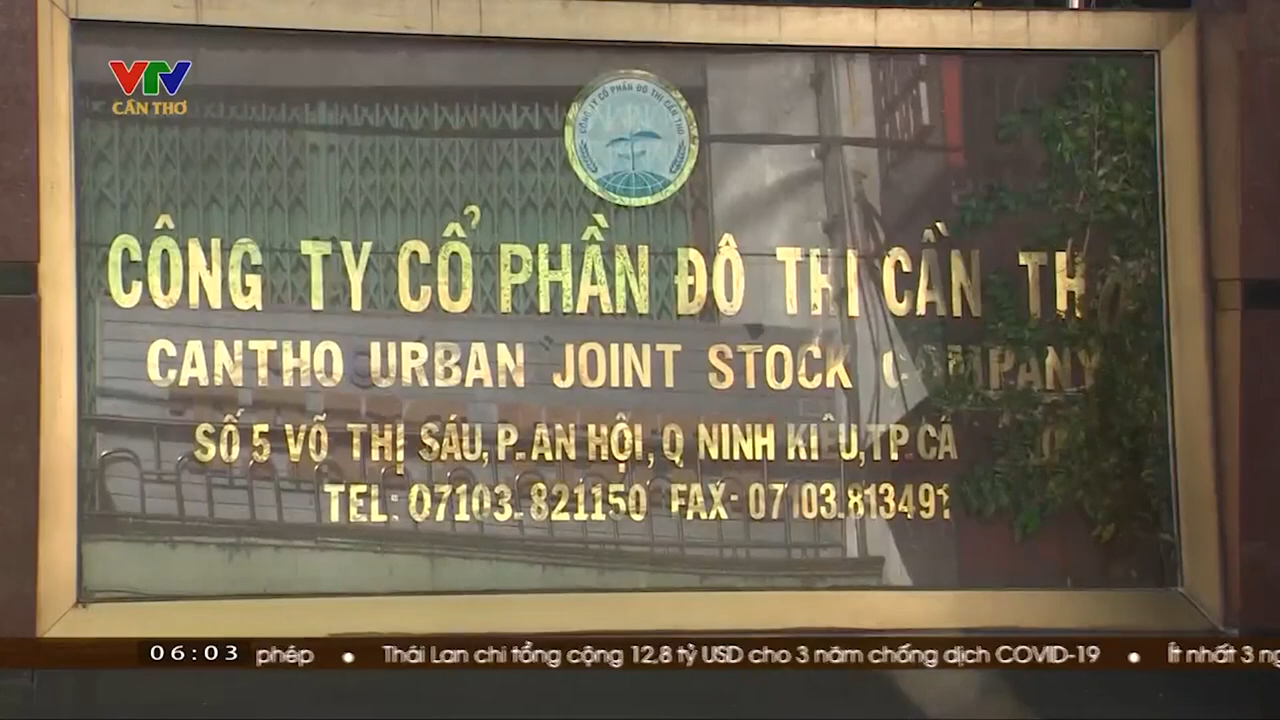 VTV
CẦN THƠ
CÔNG TY CỔ PHẦN ĐÔ THỊ CẦN THƠ
CÔNG TY CỔ PHẦN ĐÔ THỊ CẦN THƠ
CANTHO URBAN JOINT STOCK COMPANY
SỐ 5 VÕ THỊ SÁU, P. AN HỘI, Q NINH KIỀU, TP. CẦ
TEL: 07103.821150 FAX: 07103.813491
06:03 phép • Thái Lan chi tổng cộng 12,8 tỷ USD cho 3 năm chống dịch COVID-19 • Ít nhất 3